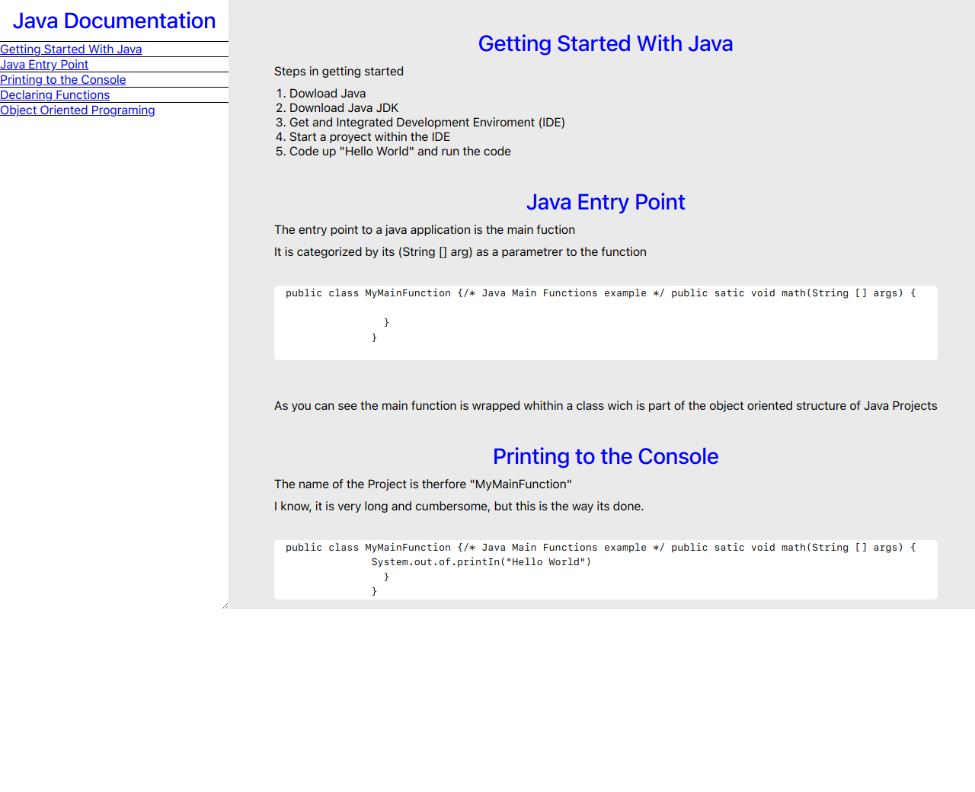 Java Documentation
Getting Started With Java
Java Entry Point
Printing to the Console
Declaring Functions
Object Oriented Programing
Getting Started With Java
Steps in getting started
1. Dowload Java
2. Download Java JDK
3. Get and Integrated Development Enviroment (IDE)
4. Start a proyect within the IDE
5. Code up "Hello World" and run the code
Java Entry Point
The entry point to a java application is the main fuction
It is categorized by its (String [] arg) as a parametrer to the function
public class MyMainFunction {/* Java Main Functions example */ public satic void math(String [] args) {
}
}
As you can see the main function is wrapped whithin a class wich is part of the object oriented structure of Java Projects
Printing to the Console
The name of the Project is therfore "MyMainFunction"
I know, it is very long and cumbersome, but this is the way its done.
public class MyMainFunction {/* Java Main Functions example */ public satic void math(String [] args) {
System.out.of.printIn("Hello World")
}
}